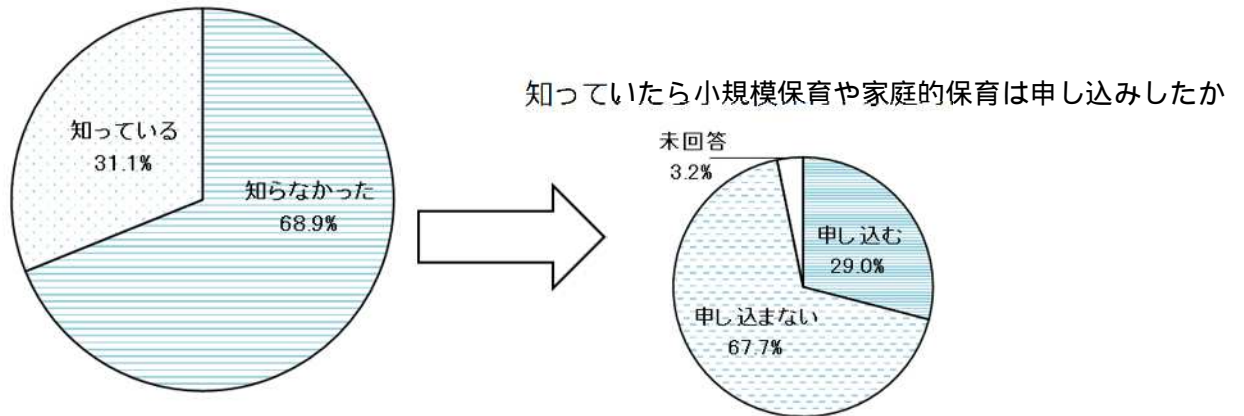 知っている
31.1%
知らなかった
68.9%
知っていたら小規模保育や家庭的保育は申し込みしたか
未回答
3.2%
申し込む
29.0%
申し込まない
67.7%